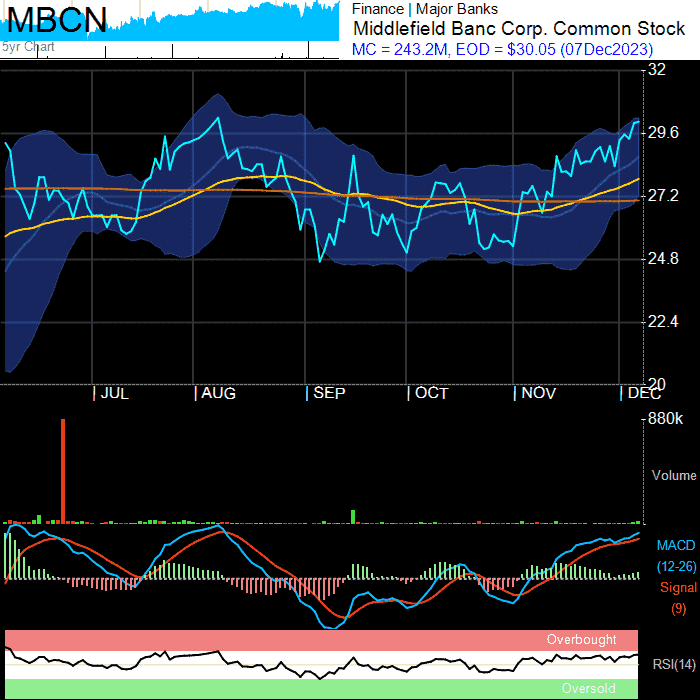 MBCN
5yr Chart
Finance | Major Banks
Middlefield Banc Corp. Common Stock
MC = 243.2M, EOD = $30.05 (07Dec2023)
32
29.6
27.2
24.8
22.4
20
| JUL | AUG | SEP | OCT | NOV | DEC
880k
Volume
MACD
(12-26)
Signal
(9)
Overbought
RSI(14)
Oversold